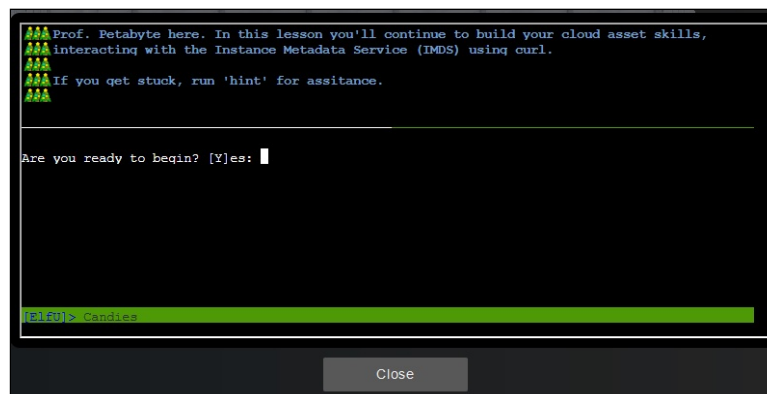 Prof. Petabyte here. In this lesson you'll continue to build your cloud asset skills,
interacting with the Instance Metadata Service (IMDS) using curl.
If you get stuck, run 'hint' for assitance.
Are you ready to begin? [Y]es:
[ElfU]> Candies
Close